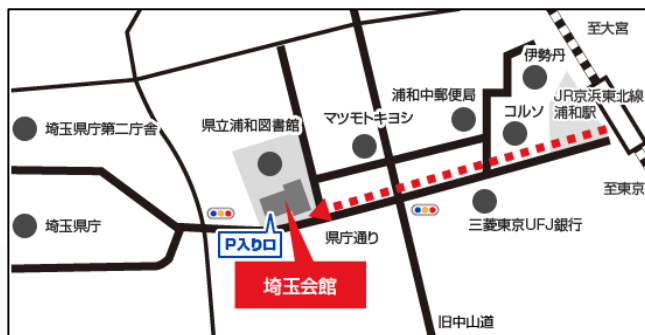 至大宮
伊勢丹
JR京浜東北線
浦和駅
浦和中郵便局
コルソ
マツモトキヨシ
県立浦和図書館
埼玉県庁第二庁舎
至東京
埼玉県庁
三菱東京UFJ銀行
県庁通り
P入り口
埼玉会館
旧中山道